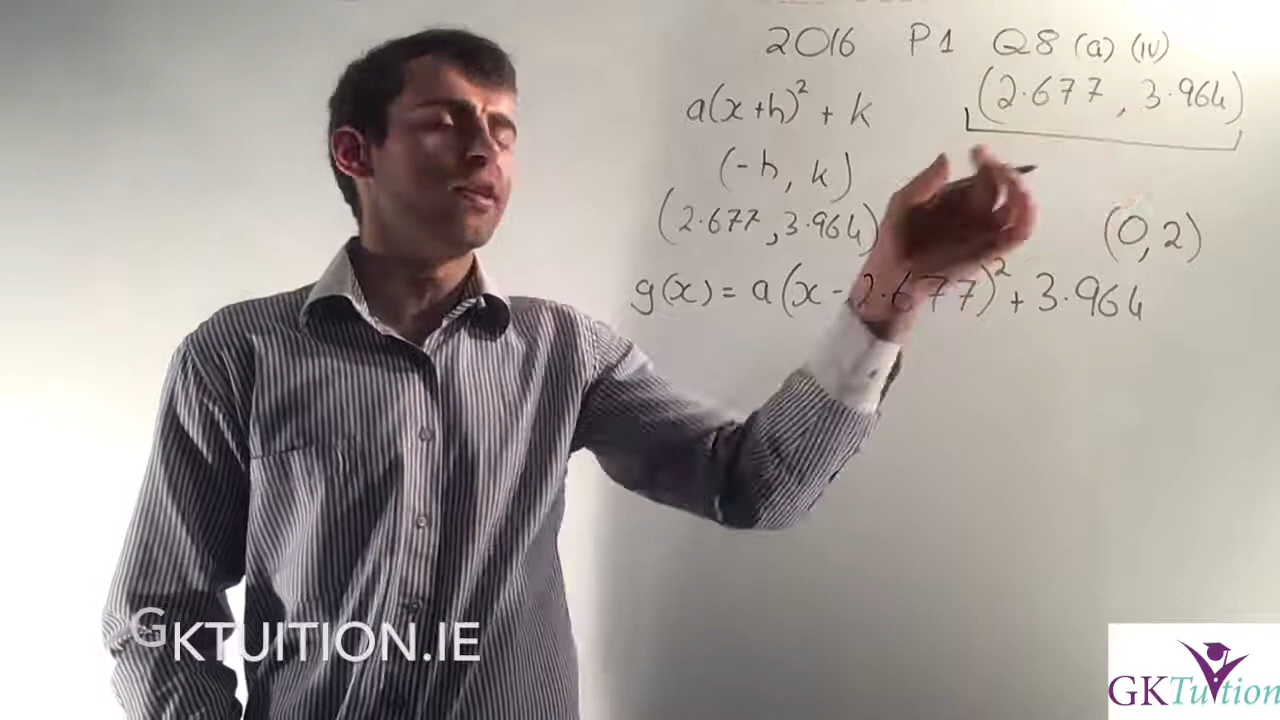 2016 P1 Q8 (a) (iv)
a(x+h)² + k
(2·677, 3·964)
(-h, k)
(2·677, 3·964)
(0, 2)
g(x) = a(x - 2·677)² + 3·964
GKTUITION.IE
GKTuition